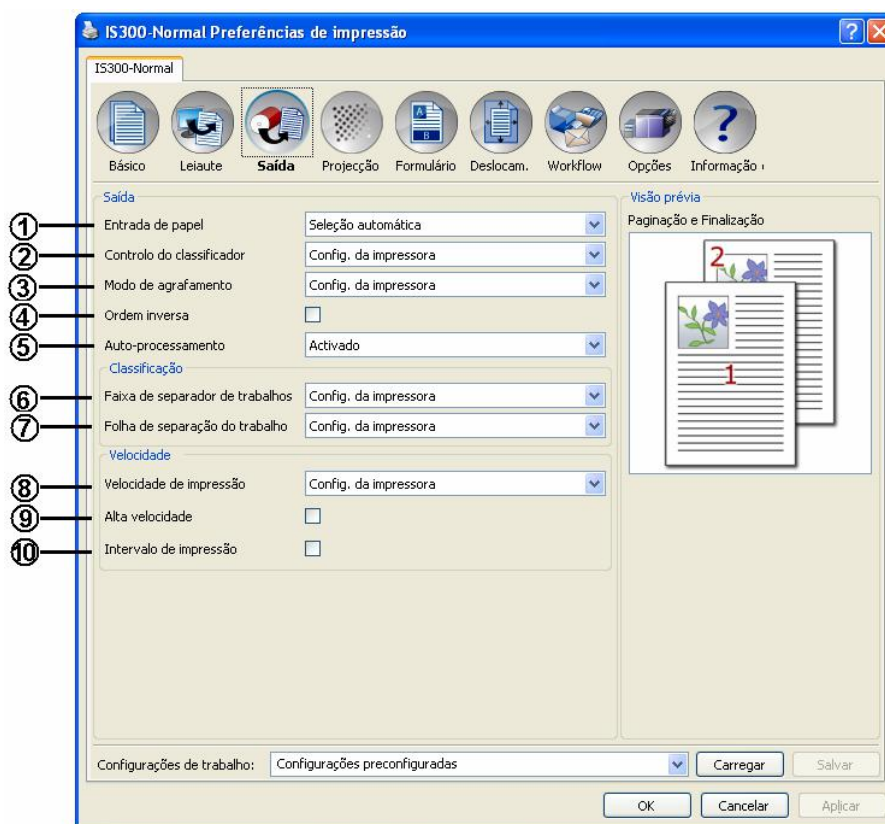 IS300-Normal Preferências de impressão
IS300-Normal
Básico Leiaute Saída Projecção Formulário Deslocam. Workflow Opções Informação
Saída
Visão prévia
① Entrada de papel Seleção automática
Paginação e Finalização
② Controlo do classificador Config. da impressora
③ Modo de agrafamento Config. da impressora
④ Ordem inversa
⑤ Auto-processamento Activado
Classificação
⑥ Faixa de separador de trabalhos Config. da impressora
⑦ Folha de separação do trabalho Config. da impressora
Velocidade
⑧ Velocidade de impressão Config. da impressora
⑨ Alta velocidade
⑩ Intervalo de impressão
2
1
A
B
?
Configurações de trabalho: Configurações preconfiguradas Carregar Salvar
OK Cancelar Aplicar